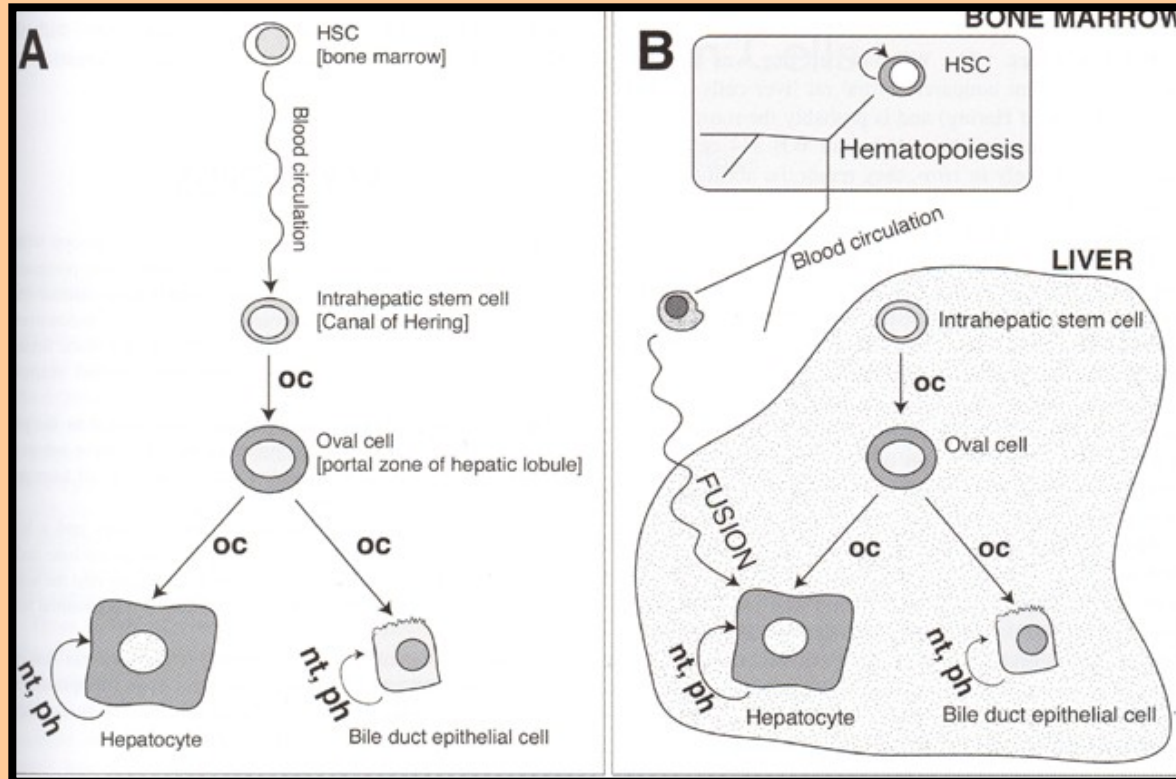 A
HSC
[bone marrow]
Blood circulation
Intrahepatic stem cell
[Canal of Hering]
oc
Oval cell
[portal zone of hepatic lobule]
oc
oc
nt, ph
nt, ph
Hepatocyte
Bile duct epithelial cell
BONE MARROW
B
HSC
Hematopoiesis
Blood circulation
LIVER
Intrahepatic stem cell
oc
Oval cell
FUSION
oc
oc
nt, ph
nt, ph
Hepatocyte
Bile duct epithelial cell